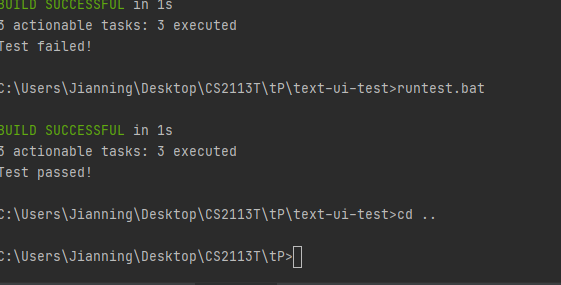 BUILD SUCCESSFUL in 1s
3 actionable tasks: 3 executed
Test failed!
C:\Users\Jianning\Desktop\CS2113T\tP\text-ui-test>runtest.bat
BUILD SUCCESSFUL in 1s
3 actionable tasks: 3 executed
Test passed!
C:\Users\Jianning\Desktop\CS2113T\tP\text-ui-test>cd ..
C:\Users\Jianning\Desktop\CS2113T\tP>